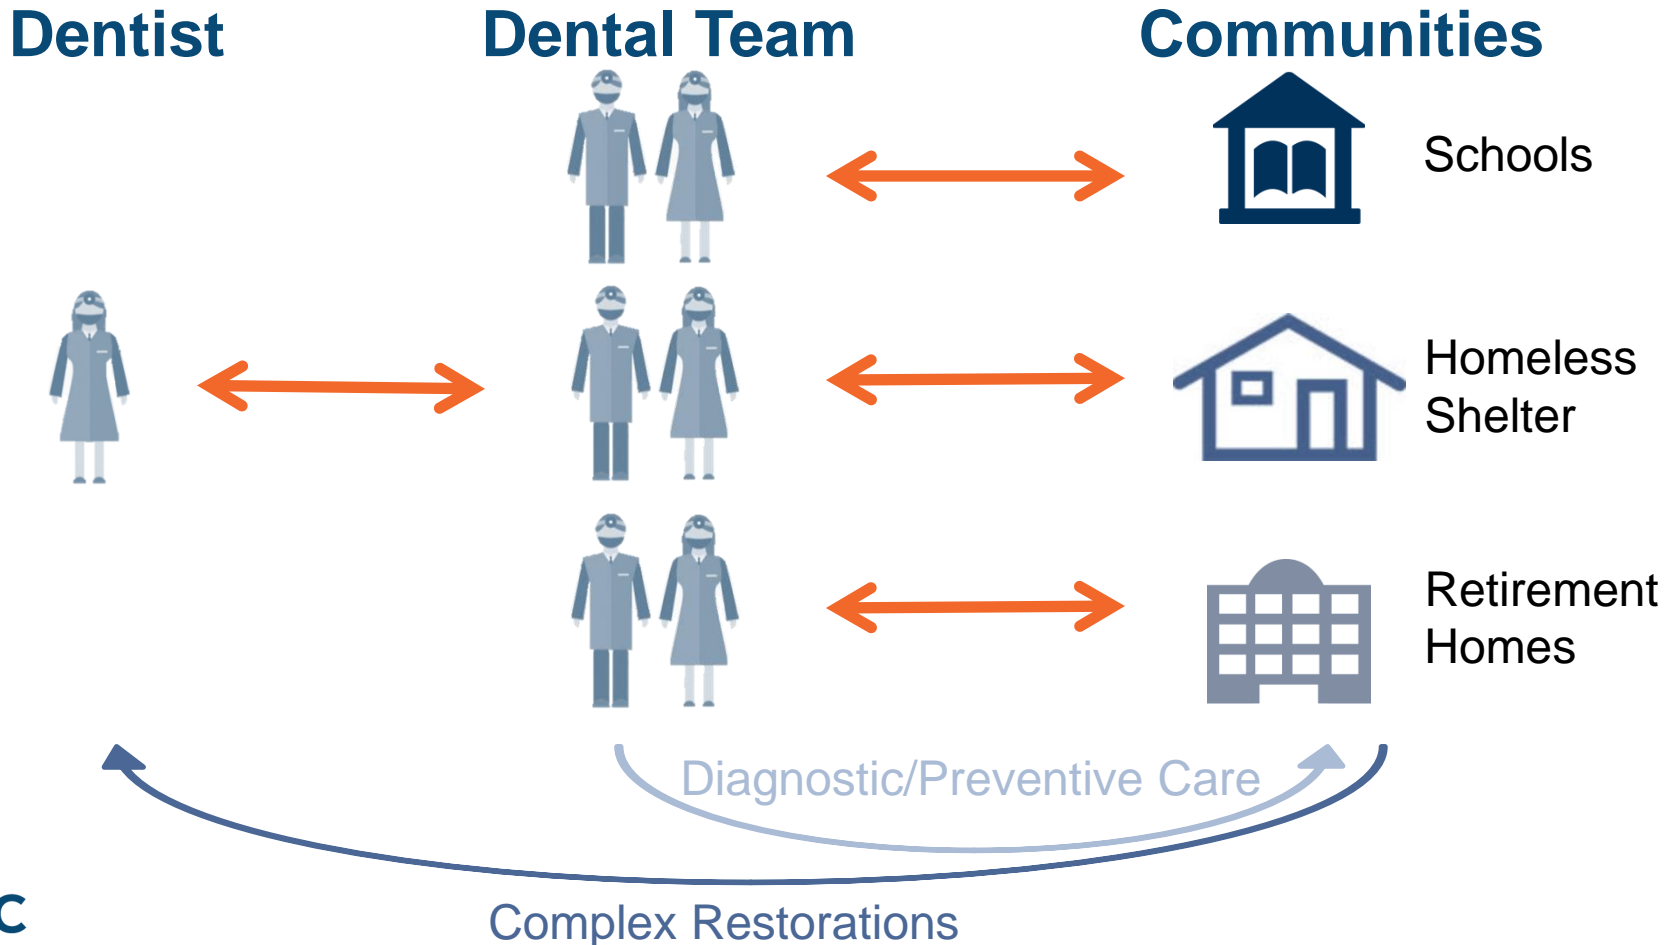 Dentist
Dental Team
Communities
Schools
Homeless
Shelter
Retirement
Homes
Diagnostic/Preventive Care
Complex Restorations
C